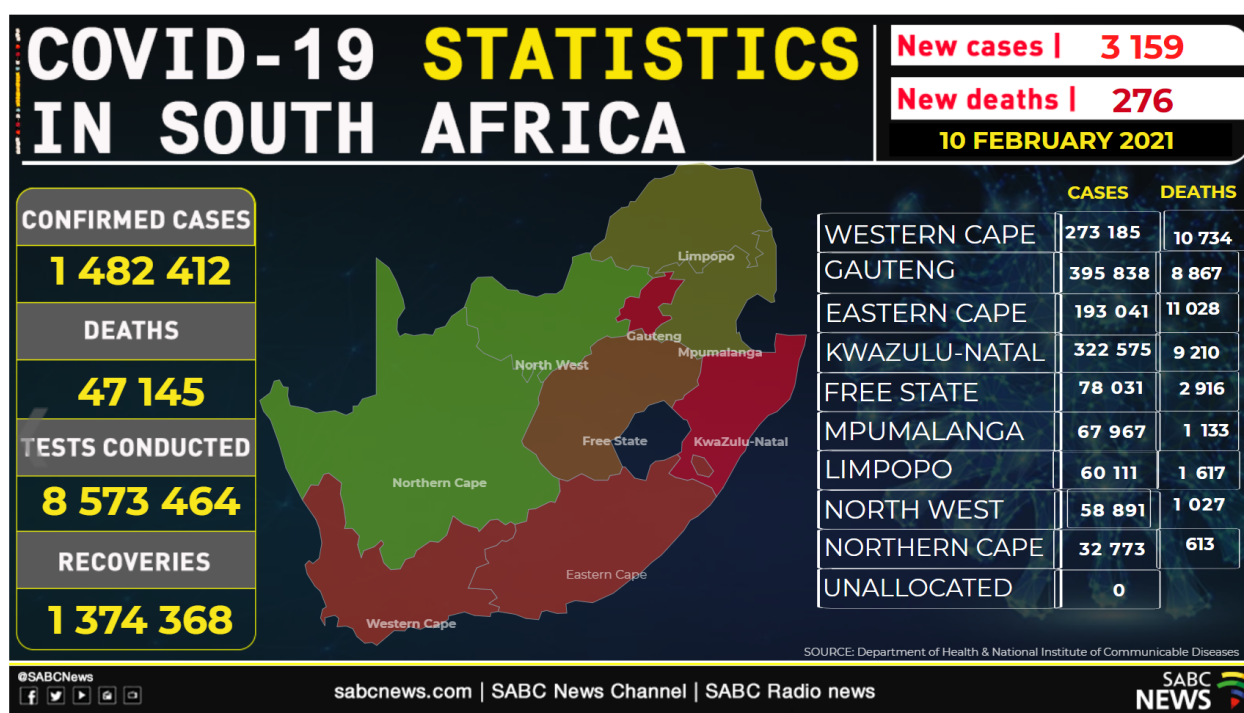 COVID-19 STATISTICS
IN SOUTH AFRICA
New cases | 3 159
New deaths | 276
10 FEBRUARY 2021
CONFIRMED CASES
1 482 412
DEATHS
47 145
TESTS CONDUCTED
8 573 464
RECOVERIES
1 374 368
Limpopo
Gauteng
Mpumalanga
North West
Free State
KwaZulu-Natal
Northern Cape
Eastern Cape
Western Cape
CASES DEATHS
WESTERN CAPE 273 185 10 734
GAUTENG 395 838 8 867
EASTERN CAPE 193 041 11 028
KWAZULU-NATAL 322 575 9 210
FREE STATE 78 031 2 916
MPUMALANGA 67 967 1 133
LIMPOPO 60 111 1 617
NORTH WEST 58 891 1 027
NORTHERN CAPE 32 773 613
UNALLOCATED 0
SOURCE: Department of Health & National Institute of Communicable Diseases
@SABCNews
sabcnews.com | SABC News Channel | SABC Radio news
SABC
NEWS